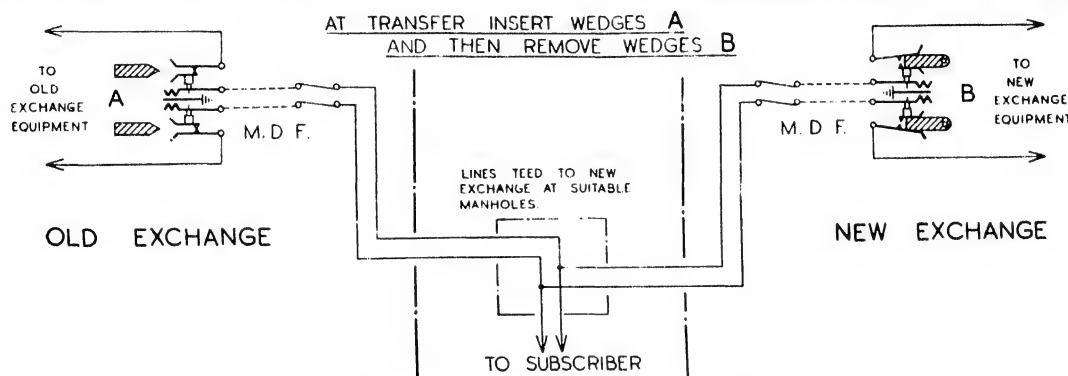 AT TRANSFER INSERT WEDGES A
AND THEN REMOVE WEDGES B
TO
OLD
EXCHANGE
EQUIPMENT
A
M. D F.
OLD EXCHANGE
LINES TEED TO NEW
EXCHANGE AT SUITABLE
MANHOLES.
TO SUBSCRIBER
M. D F.
B
TO
NEW
EXCHANGE
EQUIPMENT
NEW EXCHANGE